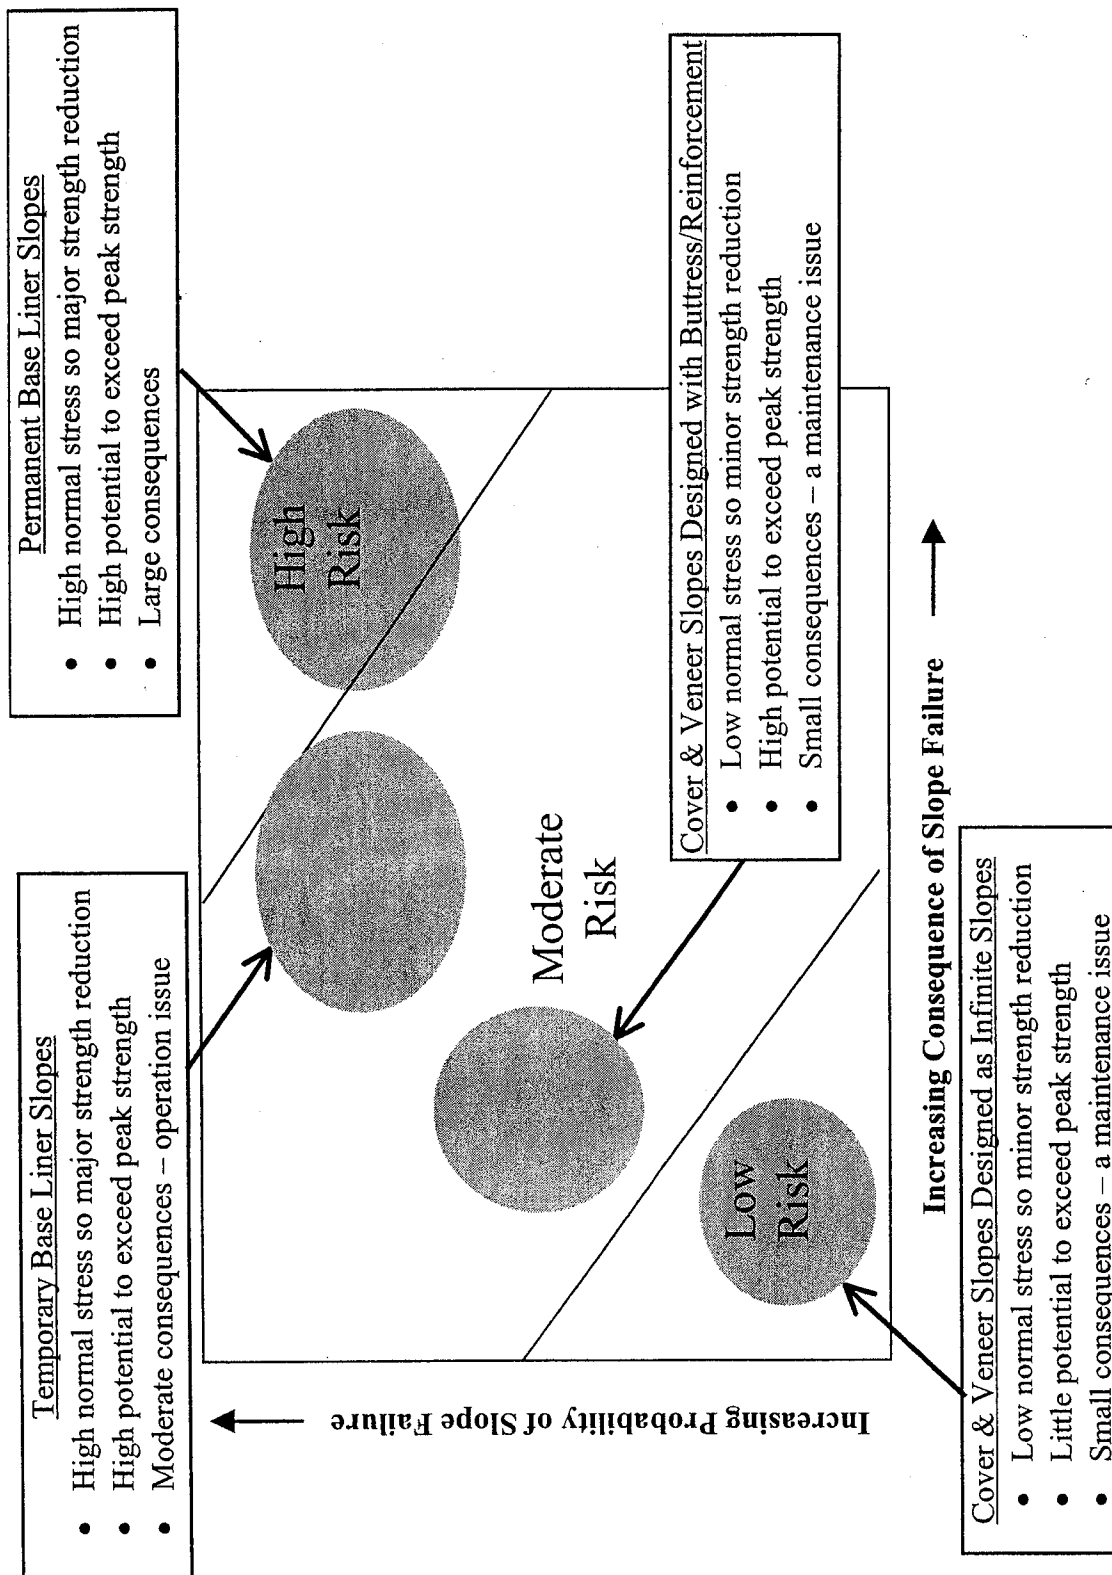 Temporary Base Liner Slopes
• High normal stress so major strength reduction
• High potential to exceed peak strength
• Moderate consequences – operation issue
Permanent Base Liner Slopes
• High normal stress so major strength reduction
• High potential to exceed peak strength
• Large consequences
High
Risk
Moderate
Risk
Low
Risk
Increasing Probability of Slope Failure
Cover & Veneer Slopes Designed with Buttress/Reinforcement
• Low normal stress so minor strength reduction
• High potential to exceed peak strength
• Small consequences – a maintenance issue
Increasing Consequence of Slope Failure
Cover & Veneer Slopes Designed as Infinite Slopes
• Low normal stress so minor strength reduction
• Little potential to exceed peak strength
• Small consequences – a maintenance issue